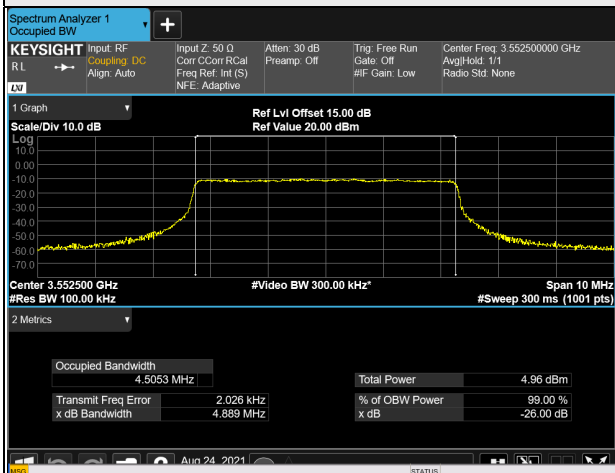 Spectrum Analyzer 1
Occupied BW
+
KEYSIGHT
RL
LXI
Input: RF
Coupling: DC
Align: Auto
Input Z: 50 Ω
Corr CCorr RCal
Freq Ref: Int (S)
NFE: Adaptive
Atten: 30 dB
Preamp: Off
Trig: Free Run
Gate: Off
#IF Gain: Low
Center Freq: 3.552500000 GHz
Avg|Hold: 1/1
Radio Std: None
1 Graph
Scale/Div 10.0 dB
Ref Lvl Offset 15.00 dB
Ref Value 20.00 dBm
Log
10.0
0.00
-10.0
-20.0
-30.0
-40.0
-50.0
-60.0
-70.0
Center 3.552500 GHz
#Res BW 100.00 kHz
#Video BW 300.00 kHz*
Span 10 MHz
#Sweep 300 ms (1001 pts)
2 Metrics
Occupied Bandwidth
4.5053 MHz
Total Power 4.96 dBm
Transmit Freq Error 2.026 kHz
% of OBW Power 99.00 %
x dB Bandwidth 4.889 MHz
x dB -26.00 dB
Aug 24, 2021
MSG
STATUS